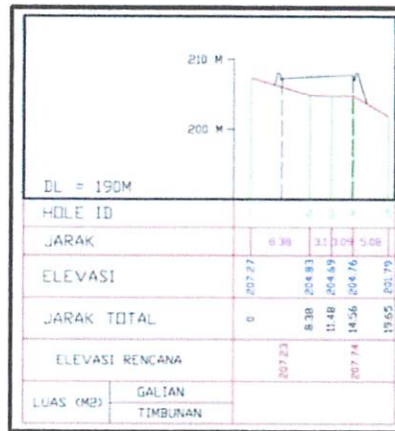 210 M
200 M
DL = 190M
HOLE ID
JARAK 8.38 3.1 3.09 5.08
ELEVASI 207.27 204.83 204.69 204.76 201.79
JARAK TOTAL 0 8.38 11.48 14.56 19.65
ELEVASI RENCANA 207.23 207.74
LUAS (M2) GALIAN
TIMBUNAN